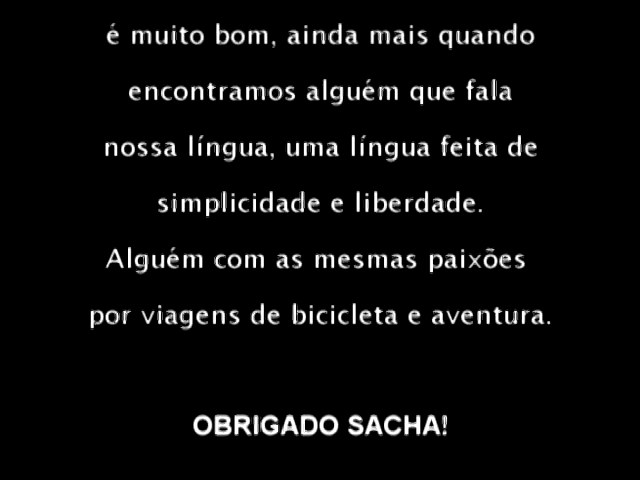 é muito bom, ainda mais quando
encontramos alguém que fala
nossa língua, uma língua feita de
simplicidade e liberdade.
Alguém com as mesmas paixões
por viagens de bicicleta e aventura.
OBRIGADO SACHA!